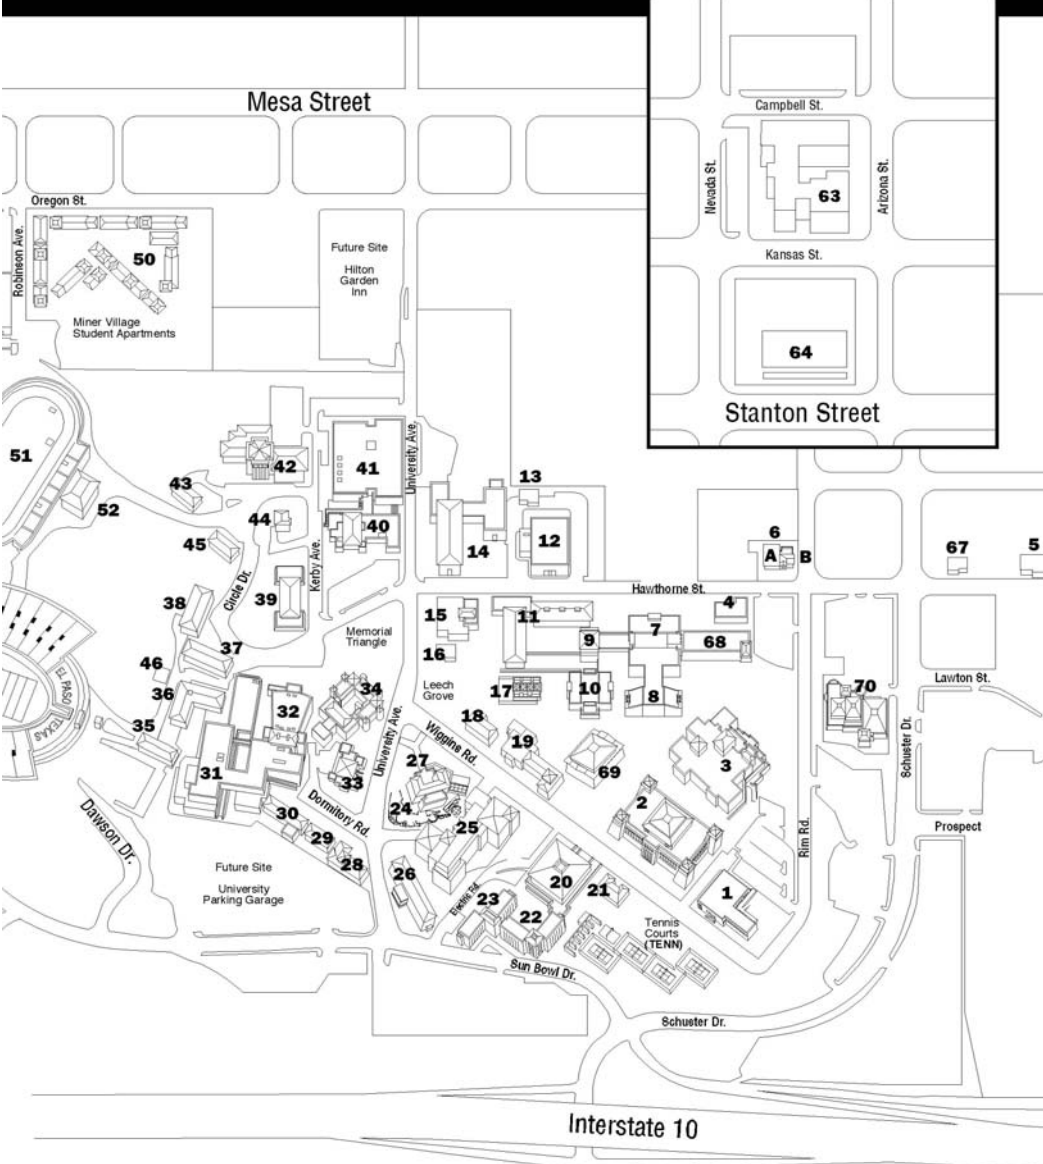 Mesa Street
Campbell St.
Nevada St.
63
Arizona St.
Kansas St.
64
Stanton Street
Oregon St.
Robinson Ave.
50
Miner Village
Student Apartments
Future Site
Hilton
Garden
Inn
51
52
42
41
University Ave.
43
44
40
45
Kerby Ave.
Circle Dr.
39
13
14
12
6
A
B
67
5
Hawthorne St.
38
37
46
36
35
EL PASO
TEXAS
Memorial
Triangle
15
16
11
9
7
4
68
Leech
Grove
17
10
8
34
32
31
33
University Ave.
Wiggins Rd.
18
19
69
3
70
Lawton St.
Schuster Dr.
27
24
25
2
Dormitory Rd.
30
29
28
Dawson Dr.
Rim Rd.
Prospect
Future Site
University
Parking Garage
26
Electric Rd.
20
21
1
23
22
Tennis
Courts
(TENN)
Sun Bowl Dr.
Schuster Dr.
Interstate 10